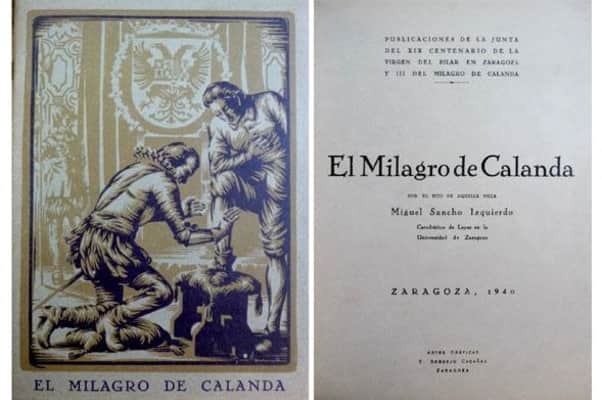 EL MILAGRO DE CALANDA
PUBLICACIONES DE LA JUNTA
DEL XIX CENTENARIO DE LA
VIRGEN DEL PILAR EN ZARAGOZA
Y III DEL MILAGRO DE CALANDA
El Milagro de Calanda
POR EL HIJO DE AQUELLA VILLA
Miguel Sancho Izquierdo
Catedrático de Leyes en la
Universidad de Zaragoza
ZARAGOZA, 1940
ARTES GRÁFICAS
E. BERDEJO CASAÑAL
ZARAGOZA